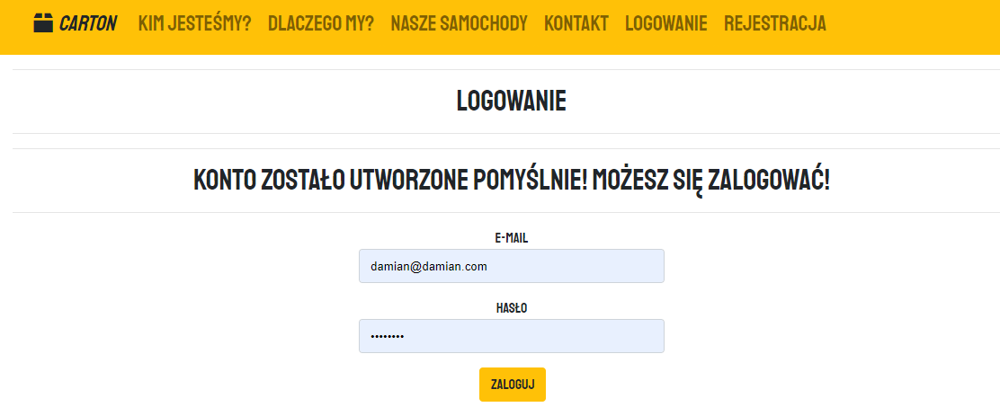 CARTON KIM JESTEŚMY? DLACZEGO MY? NASZE SAMOCHODY KONTAKT LOGOWANIE REJESTRACJA
LOGOWANIE
KONTO ZOSTAŁO UTWORZONE POMYŚLNIE! MOŻESZ SIĘ ZALOGOWAĆ!
E-MAIL
damian@damian.com
HASŁO
••••••••
ZALOGUJ